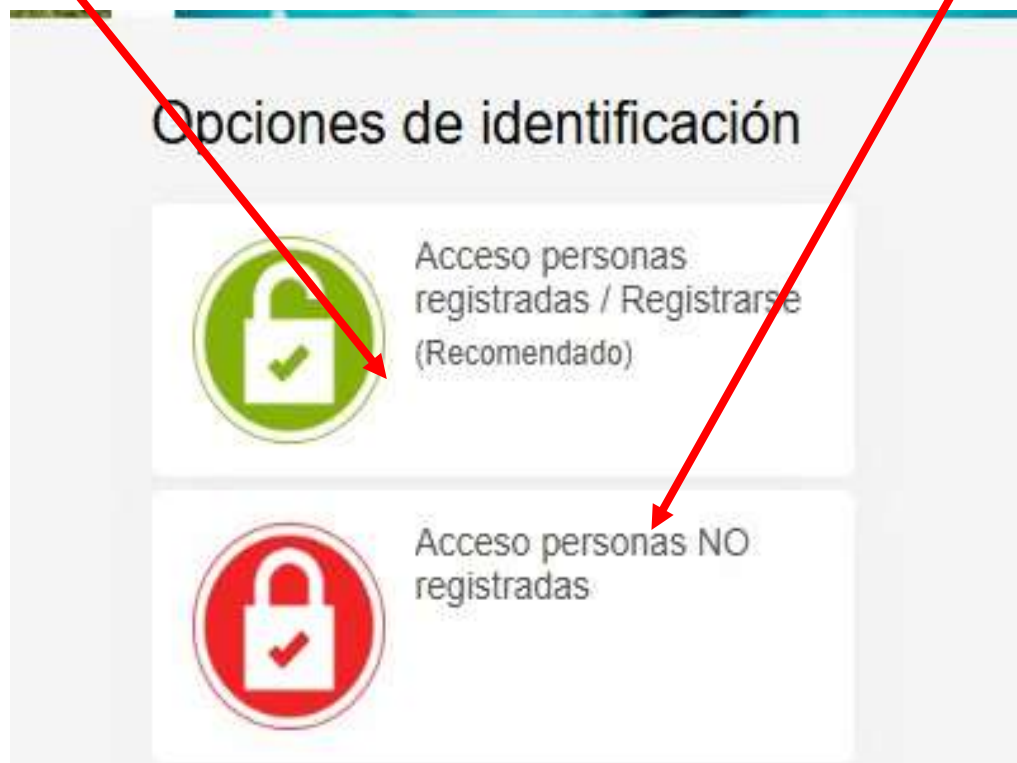 Opciones de identificación
Acceso personas
registradas / Registrarse
(Recomendado)
Acceso personas NO
registradas